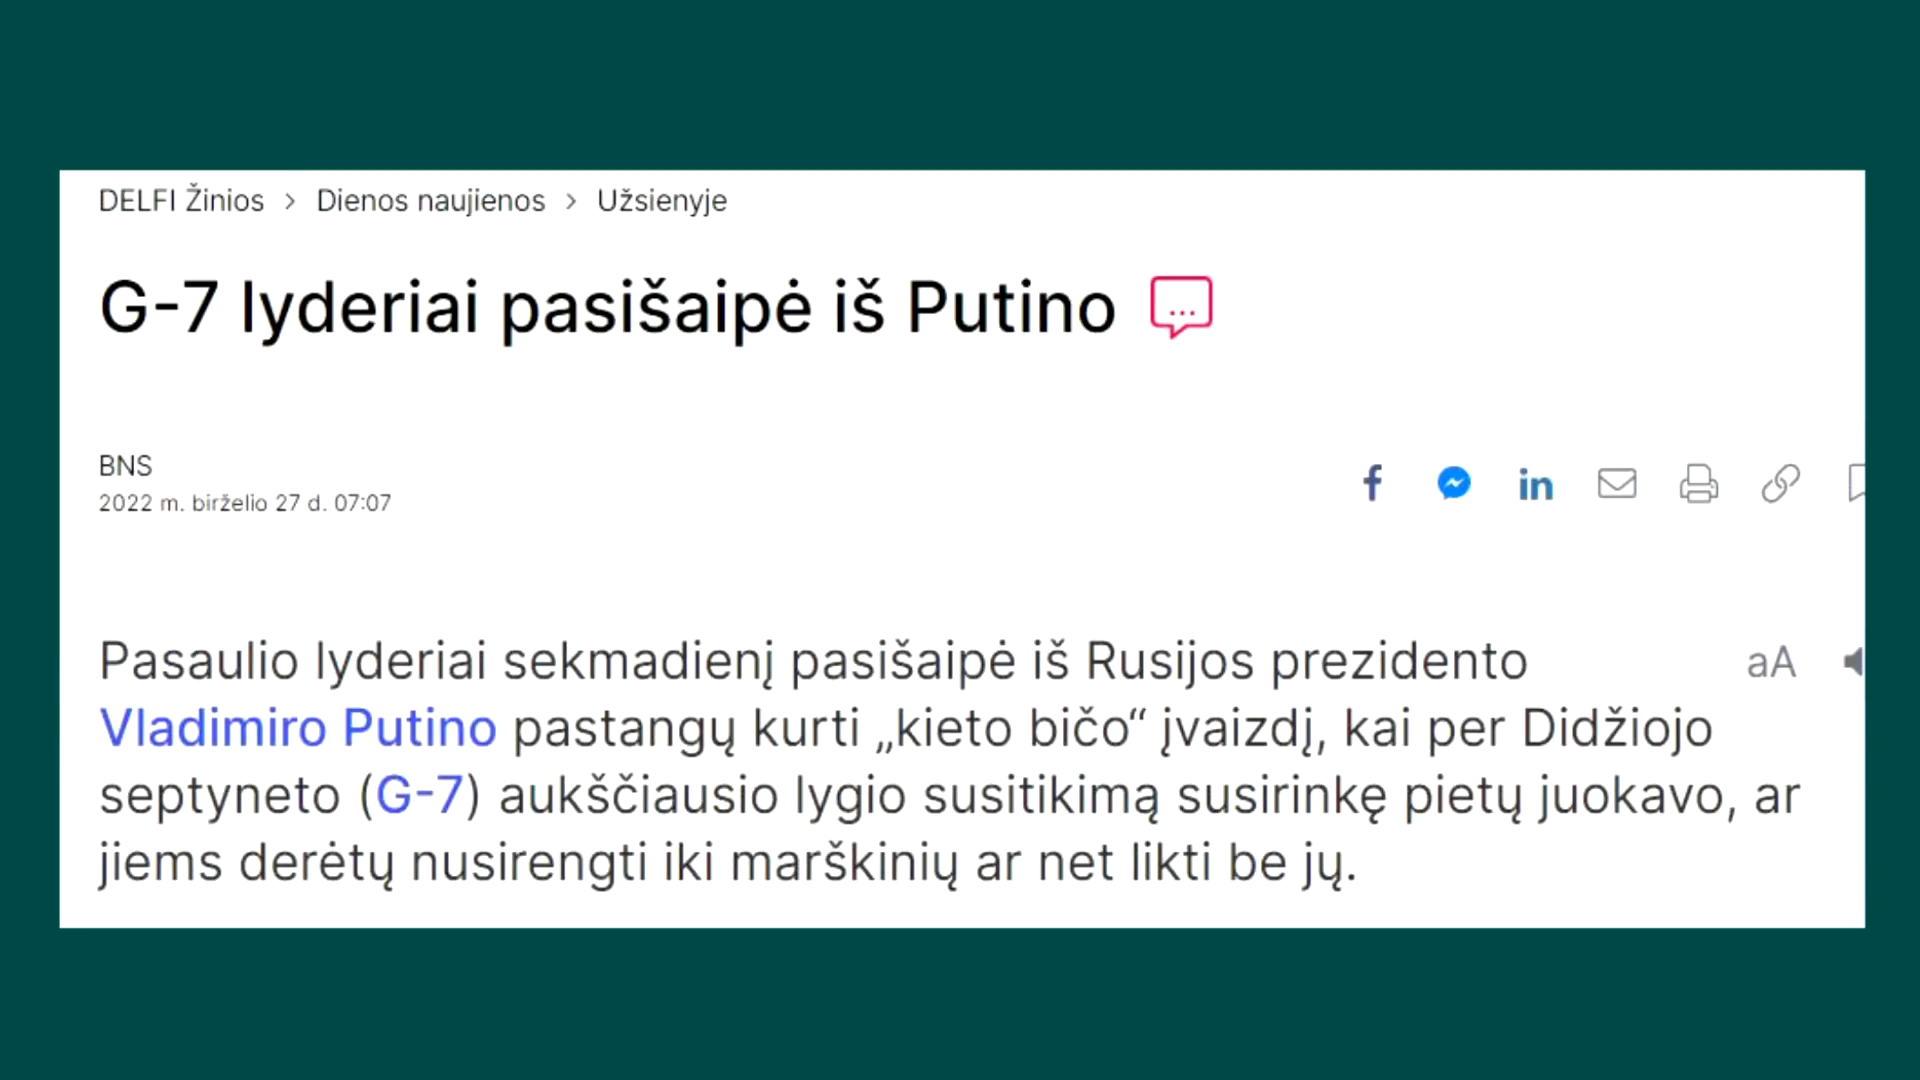 DELFI Žinios > Dienos naujienos > Užsienyje
G-7 lyderiai pasišaipė iš Putino
BNS
2022 m. birželio 27 d. 07:07
Pasaulio lyderiai sekmadienį pasišaipė iš Rusijos prezidento
aA
Vladimiro Putino pastangų kurti „kieto bičo“ įvaizdį, kai per Didžiojo
septyneto (G-7) aukščiausio lygio susitikimą susirinkę pietų juokavo, ar
jiems derėtų nusirengti iki marškinių ar net likti be jų.